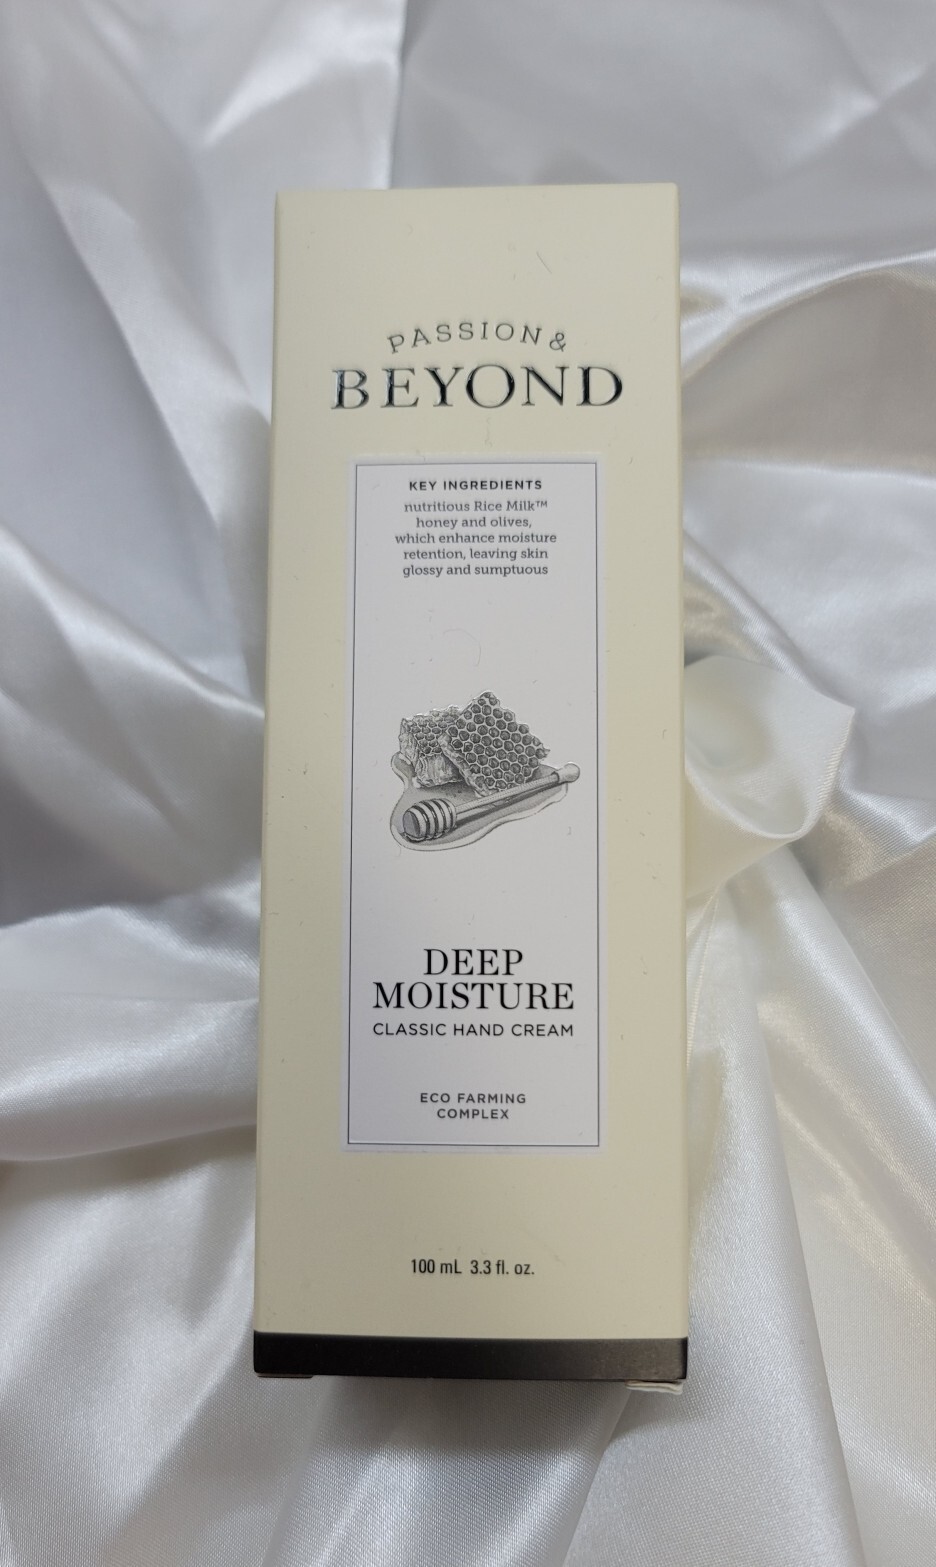 PASSION &
BEYOND
KEY INGREDIENTS
nutritious Rice Milk™
honey and olives,
which enhance moisture
retention, leaving skin
glossy and sumptuous
DEEP
MOISTURE
CLASSIC HAND CREAM
ECO FARMING
COMPLEX
100 mL 3.3 fl. oz.